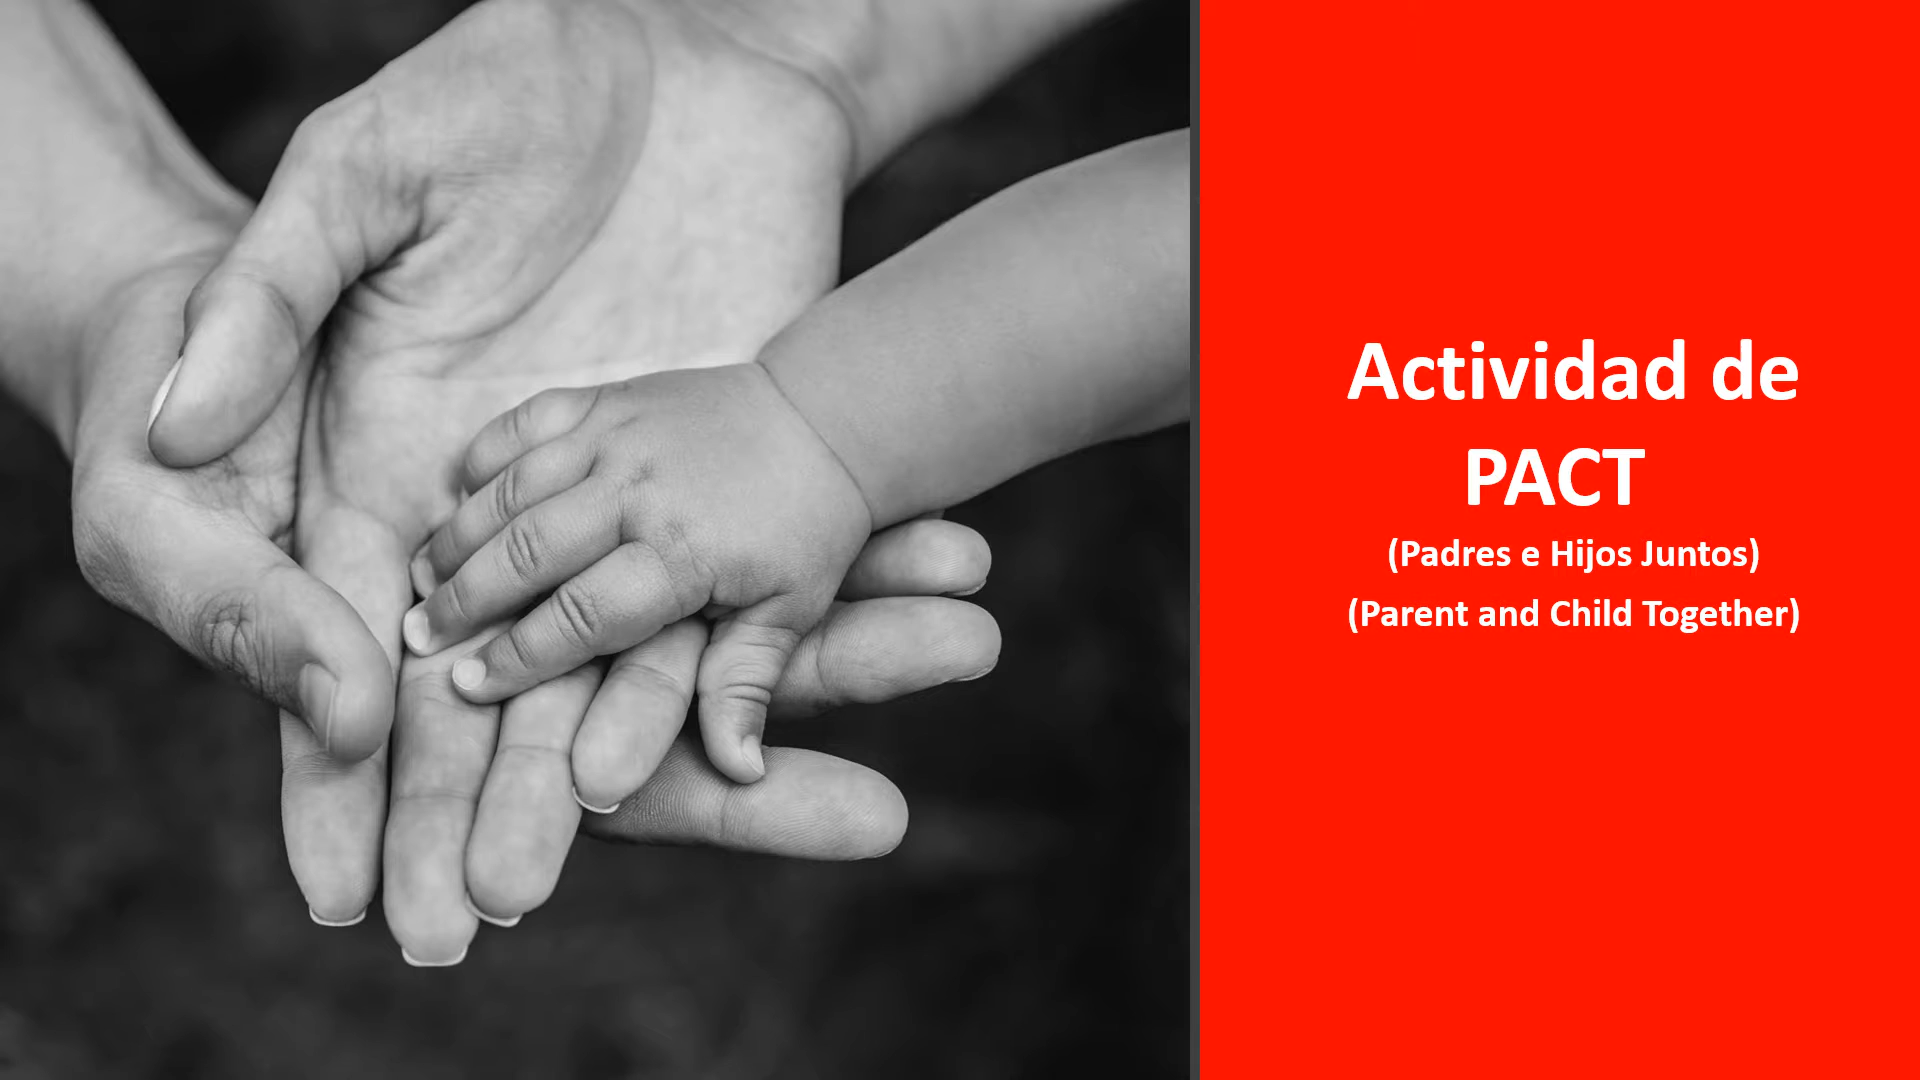 Actividad de
PACT
(Padres e Hijos Juntos)
(Parent and Child Together)